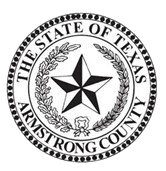 THE STATE OF TEXAS
ARMSTRONG COUNTY